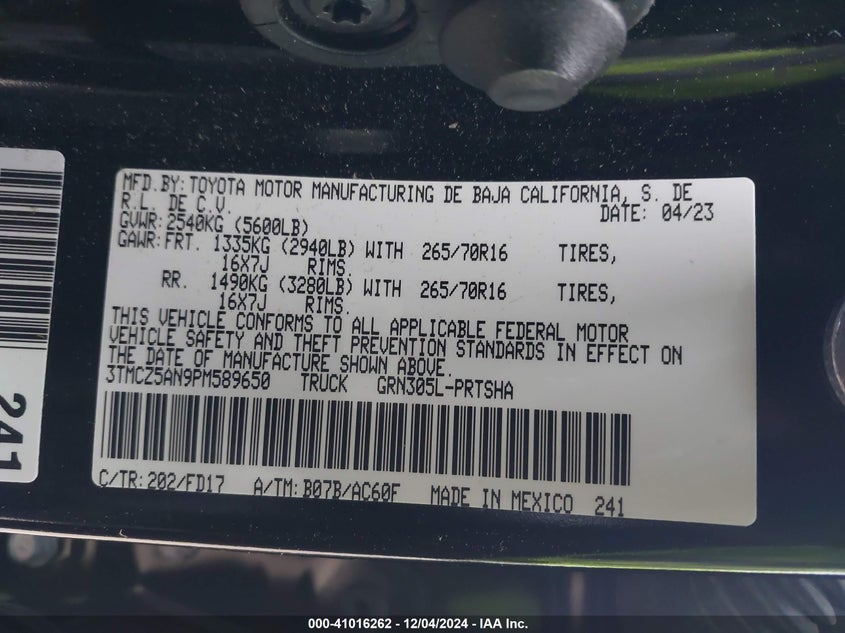 MFD.BY:TOYOTA MOTOR MANUFACTURING DE BAJA CALIFORNIA, S. DE
R.L. DE C.V. DATE: 04/23
GVWR:2540KG (5600LB)
GAWR:FRT. 1335KG (2940LB) WITH 265/70R16 TIRES,
16X7J RIMS.
RR. 1490KG (3280LB) WITH 265/70R16 TIRES,
16X7J RIMS.
THIS VEHICLE CONFORMS TO ALL APPLICABLE FEDERAL MOTOR
VEHICLE SAFETY AND THEFT PREVENTION STANDARDS IN EFFECT ON
THE DATE OF MANUFACTURE SHOWN ABOVE.
3TMCZ5AN9PM589650 TRUCK GRN305L-PRTSHA
C/TR:202/FD17 A/TM:B07B/AC60F MADE IN MEXICO 241
241
000-41016262 - 12/04/2024 - IAA Inc.